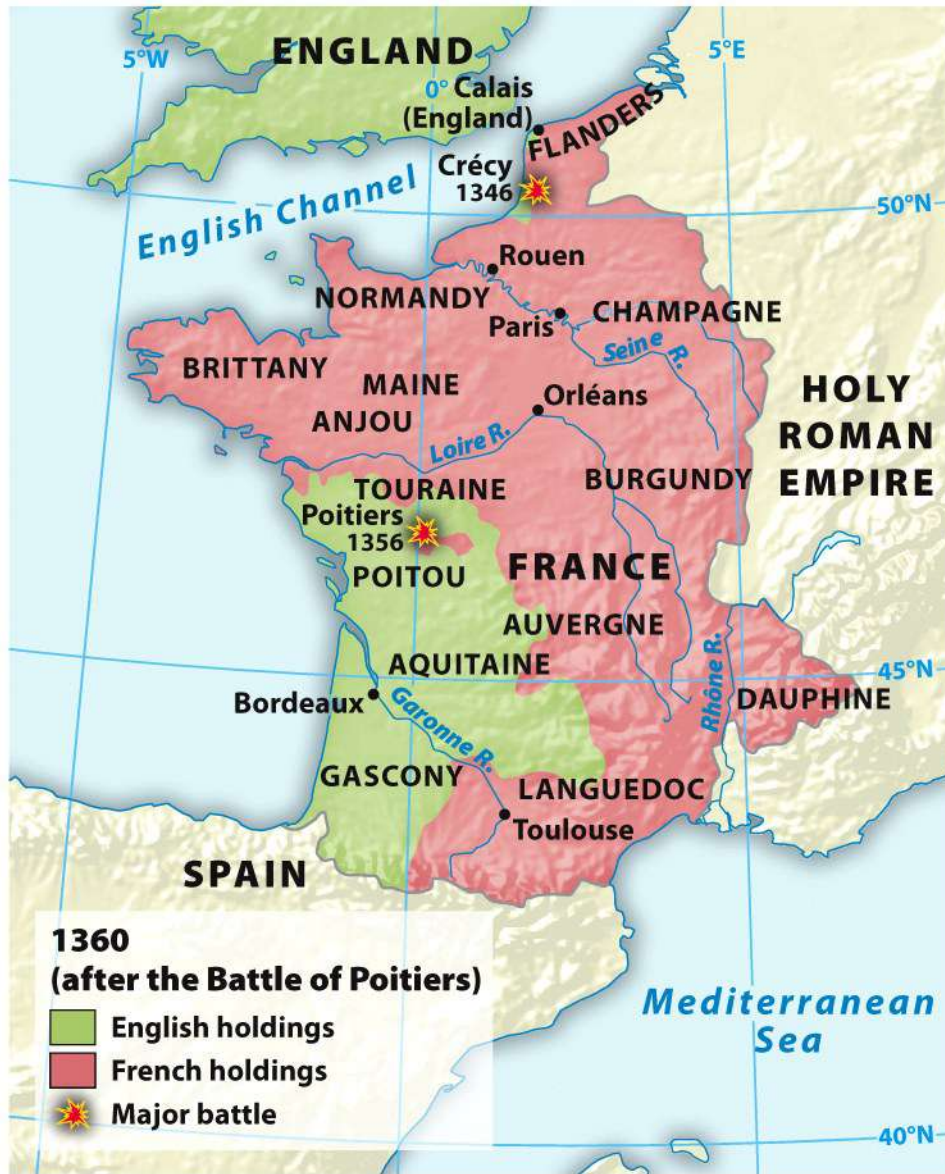 ENGLAND
5°W
0°
5°E
Calais
(England)
FLANDERS
Crécy
1346
English Channel
50°N
Rouen
NORMANDY
Paris
CHAMPAGNE
Seine R.
BRITTANY
MAINE
ANJOU
Orléans
Loire R.
HOLY
ROMAN
EMPIRE
BURGUNDY
TOURAINE
Poitiers
1356
POITOU
FRANCE
AUVERGNE
AQUITAINE
Rhône R.
45°N
DAUPHINE
Bordeaux
Garonne R.
GASCONY
LANGUEDOC
Toulouse
SPAIN
1360
(after the Battle of Poitiers)
English holdings
French holdings
Major battle
Mediterranean
Sea
40°N